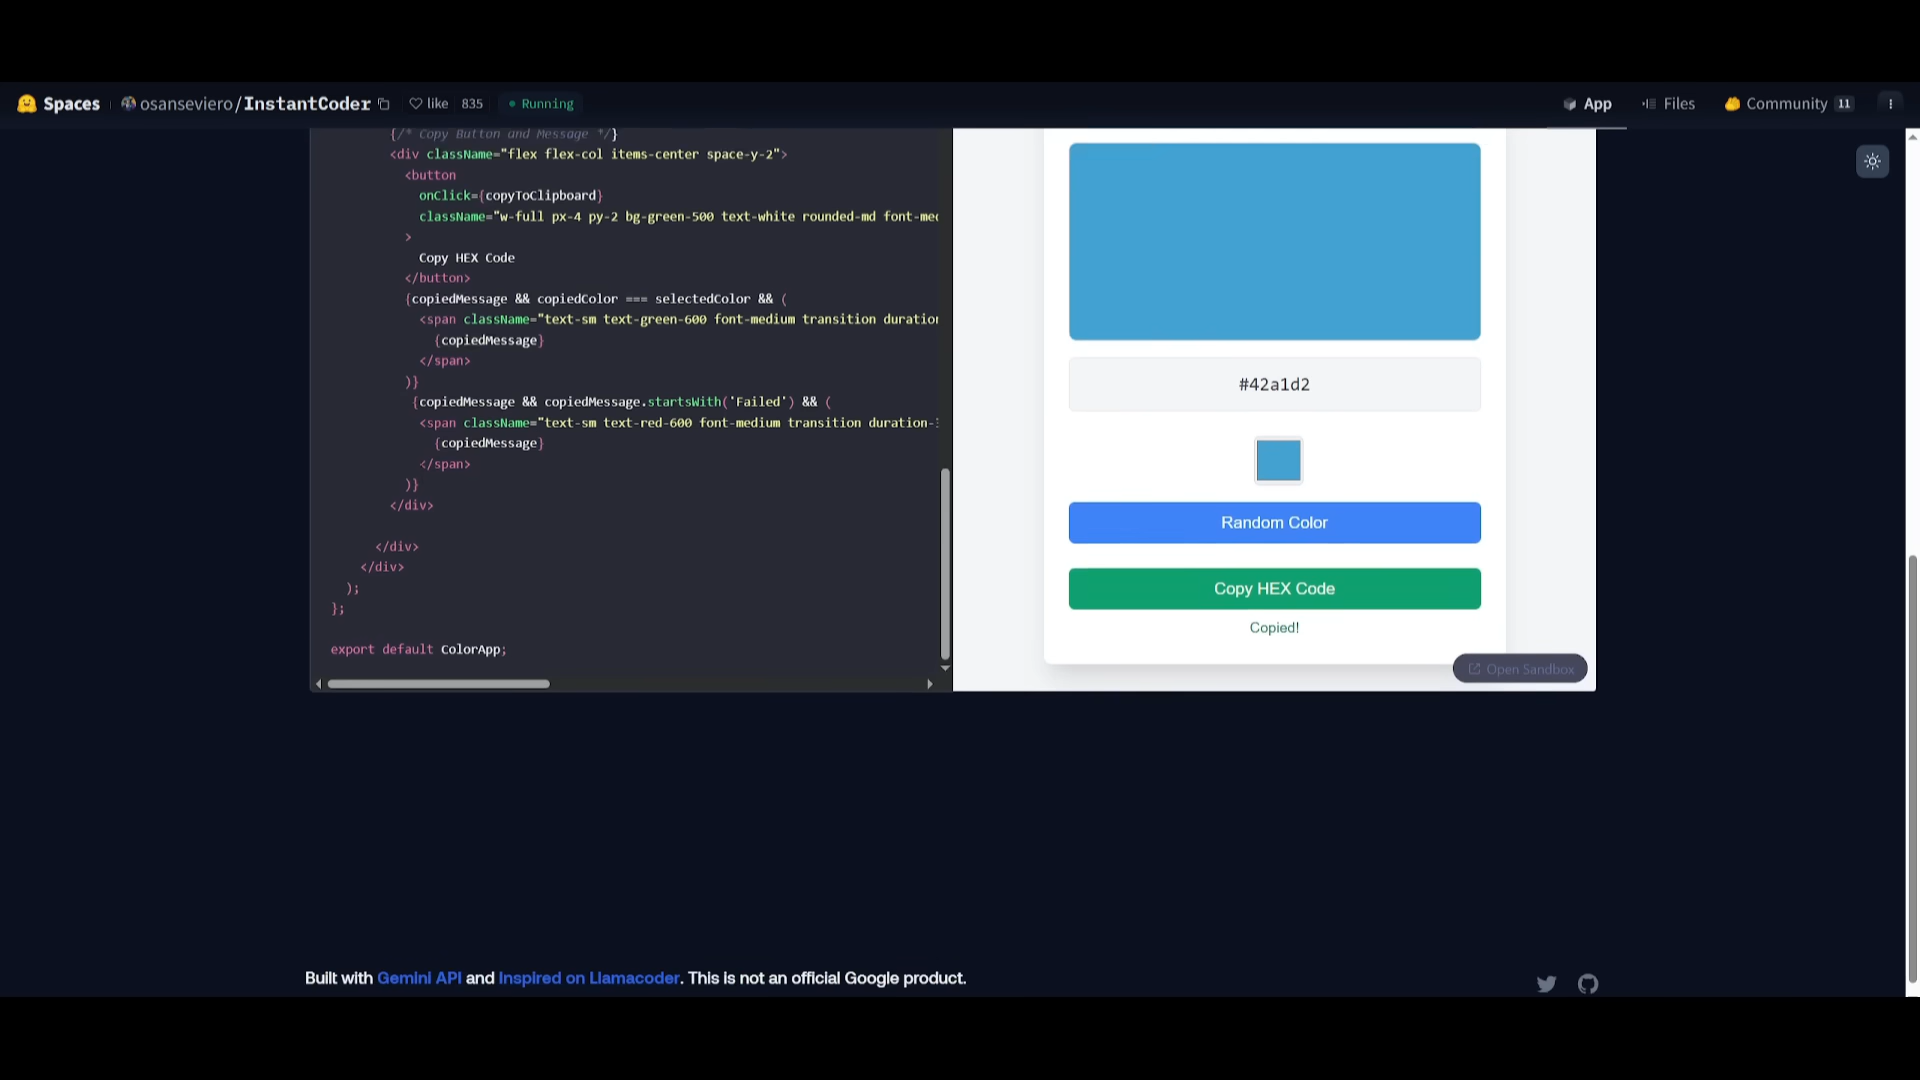 Spaces osanseviero/InstantCoder like 835 Running App Files Community 11
{/* Copy Button and Message */}
<div className="flex flex-col items-center space-y-2">
<button
onClick={copyToClipboard}
className="w-full px-4 py-2 bg-green-500 text-white rounded-md font-med
>
Copy HEX Code
</button>
{copiedMessage && copiedColor === selectedColor && (
<span className="text-sm text-green-600 font-medium transition duration
{copiedMessage}
</span>
)}
{copiedMessage && copiedMessage.startsWith('Failed') && (
<span className="text-sm text-red-600 font-medium transition duration-
{copiedMessage}
</span>
)}
</div>
</div>
</div>
);
};
export default ColorApp;
#42a1d2
Random Color
Copy HEX Code
Copied!
Open Sandbox
Built with Gemini API and Inspired on Llamacoder. This is not an official Google product.